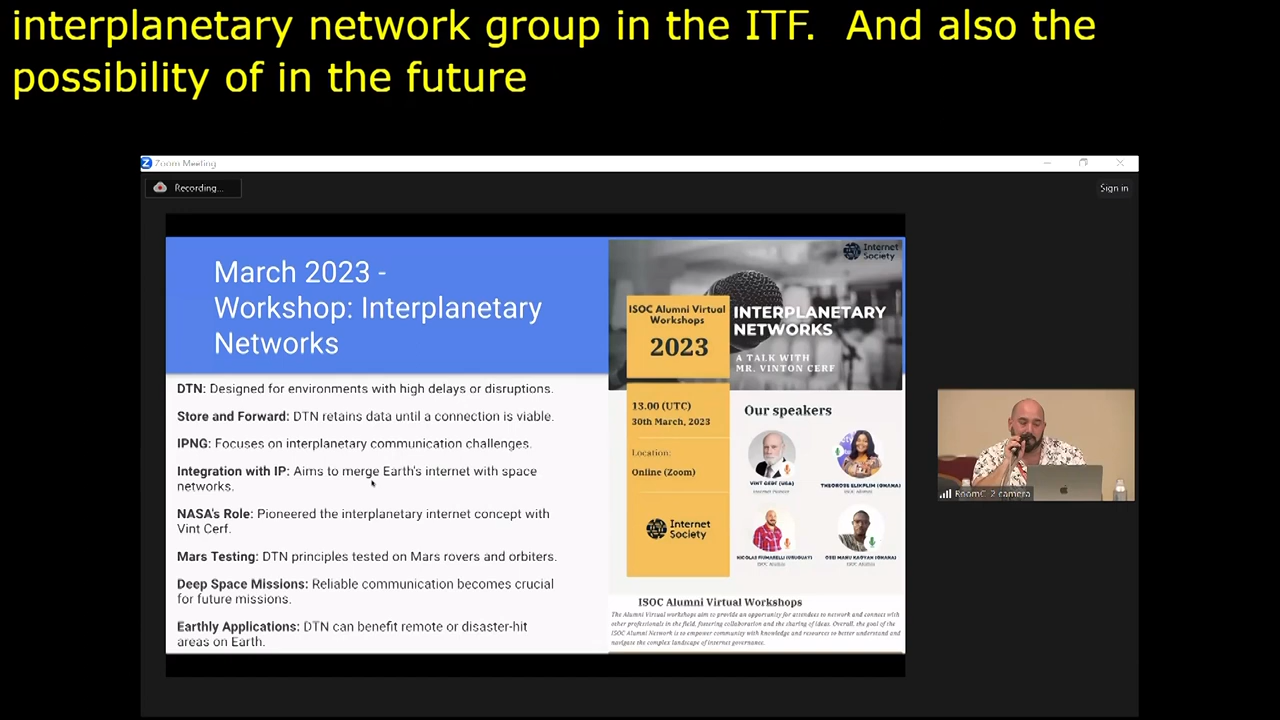 interplanetary network group in the ITF.  And also the
possibility of in the future
Zoom Meeting
Recording...
Sign in
March 2023 -
Workshop: Interplanetary
Networks
DTN: Designed for environments with high delays or disruptions.
Store and Forward: DTN retains data until a connection is viable.
IPNG: Focuses on interplanetary communication challenges.
Integration with IP: Aims to merge Earth's internet with space
networks.
NASA's Role: Pioneered the interplanetary internet concept with
Vint Cerf.
Mars Testing: DTN principles tested on Mars rovers and orbiters.
Deep Space Missions: Reliable communication becomes crucial
for future missions.
Earthly Applications: DTN can benefit remote or disaster-hit
areas on Earth.
Internet
Society
ISOC Alumni Virtual
Workshops
2023
INTERPLANETARY
NETWORKS
A TALK WITH
MR. VINTON CERF
13.00 (UTC)
30th March, 2023
Location:
Online (Zoom)
Internet
Society
Our speakers
VINT CERF (USA)
THEOROSE ELIKPLIM (GHANA)
NICOLAS FIUMARELLI (URUGUAY)
OSEI MANU KAGYAH (GHANA)
ISOC Alumni Virtual Workshops
The Alumni Virtual workshops aim to provide an opportunity for attendees to network and connect with
other professionals in the field, fostering collaboration and the sharing of ideas. Overall, the goal of the
ISOC Alumni Network is to empower community with knowledge and resources to better understand and
navigate the complex landscape of internet governance.
RoomC_2 camera